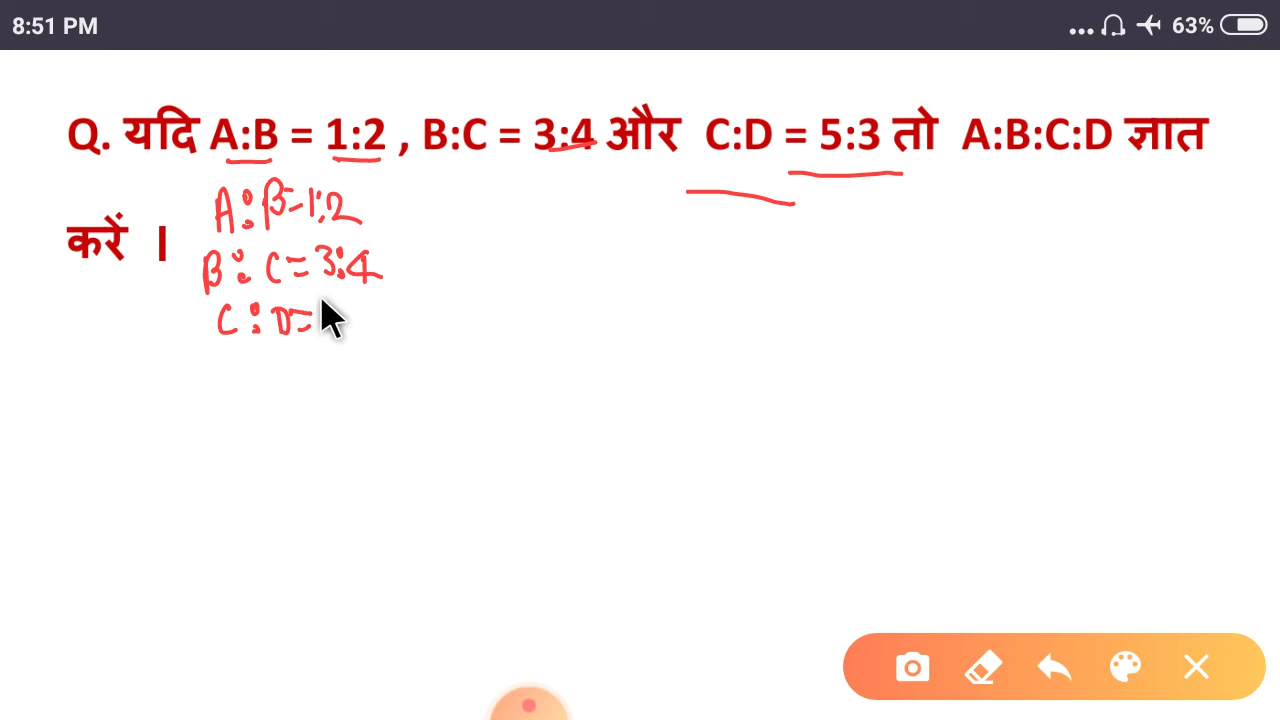 8:51 PM
63%
Q. यदि A:B = 1:2 , B:C = 3:4 और C:D = 5:3 तो A:B:C:D ज्ञात
करें ।
A:B=1:2
B:C=3:4
C:D=